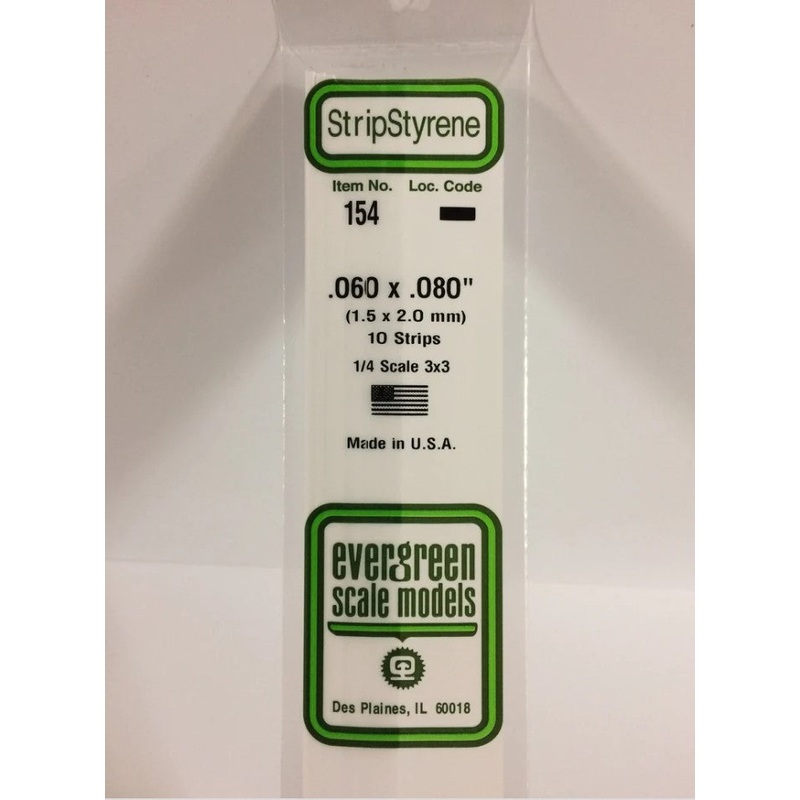 StripStyrene
Item No. Loc. Code
154
.060 x .080"
(1.5 x 2.0 mm)
10 Strips
1/4 Scale 3x3
Made in U.S.A.
evergreen
scale models
Des Plaines, IL 60018